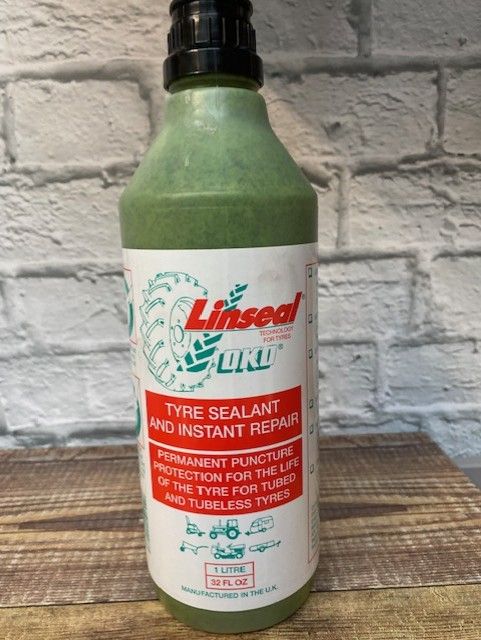 Linseal®
TECHNOLOGY
FOR TYRES
OKO®
TYRE SEALANT
AND INSTANT REPAIR
PERMANENT PUNCTURE
PROTECTION FOR THE LIFE
OF THE TYRE FOR TUBED
AND TUBELESS TYRES
1 LITRE
32 FL OZ
MANUFACTURED IN THE U.K.